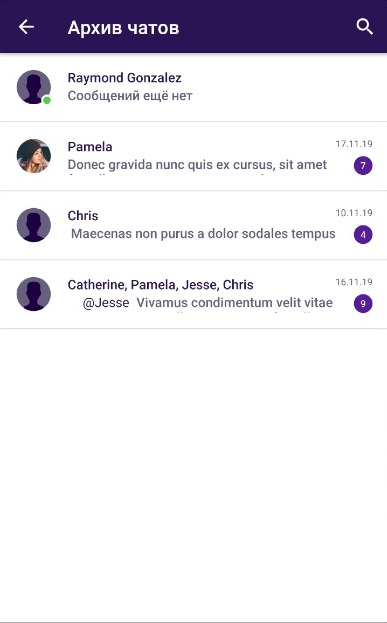 Архив чатов
Raymond Gonzalez
Сообщений ещё нет
Pamela
17.11.19
Donec gravida nunc quis ex cursus, sit amet
7
Chris
10.11.19
Maecenas non purus a dolor sodales tempus
4
Catherine, Pamela, Jesse, Chris
16.11.19
@Jesse Vivamus condimentum velit vitae
9